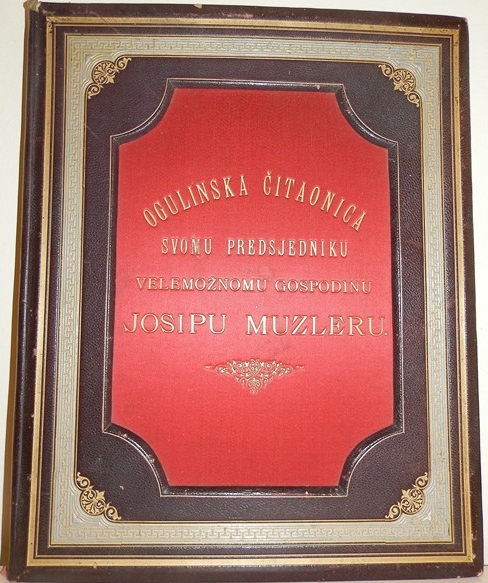 OGULINSKA ČITAONICA
SVOMU PREDSJEDNIKU
VELEMOŽNOMU GOSPODINU
JOSIPU MUZLERU.